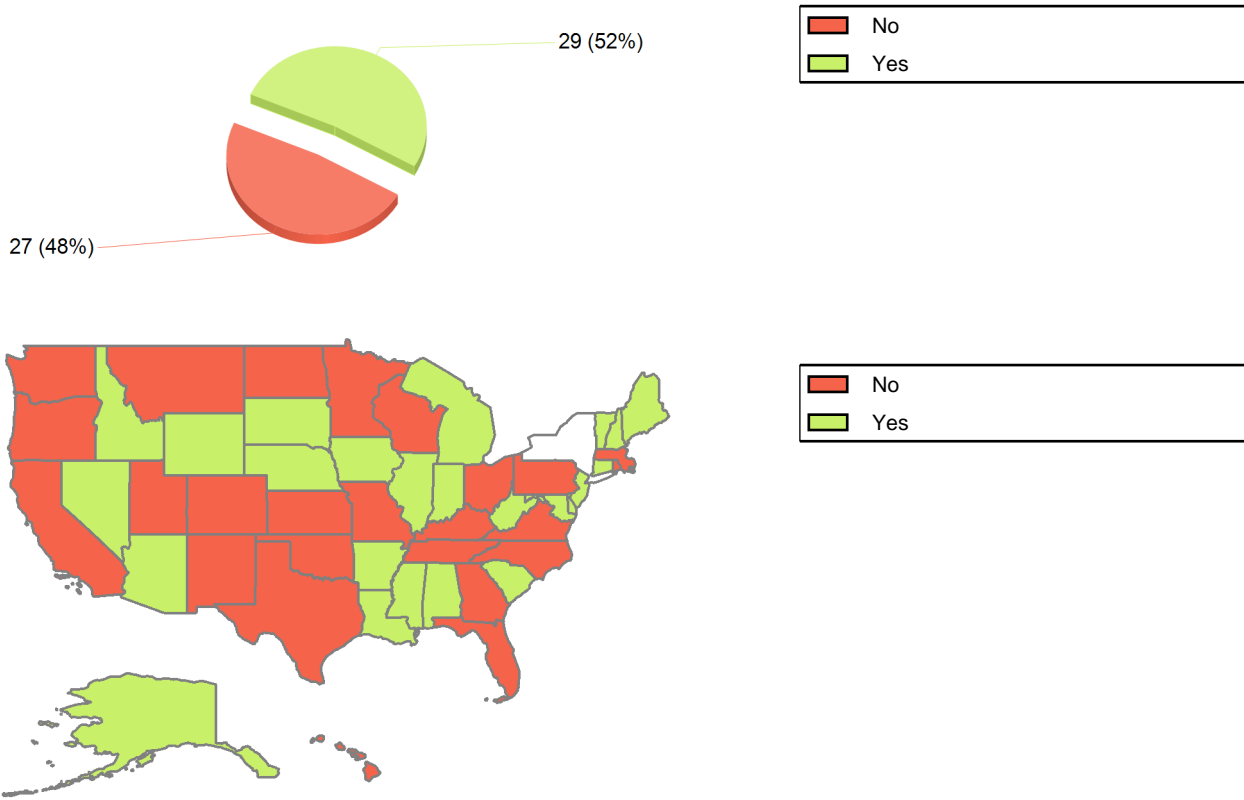 29 (52%)
27 (48%)
No
Yes
No
Yes